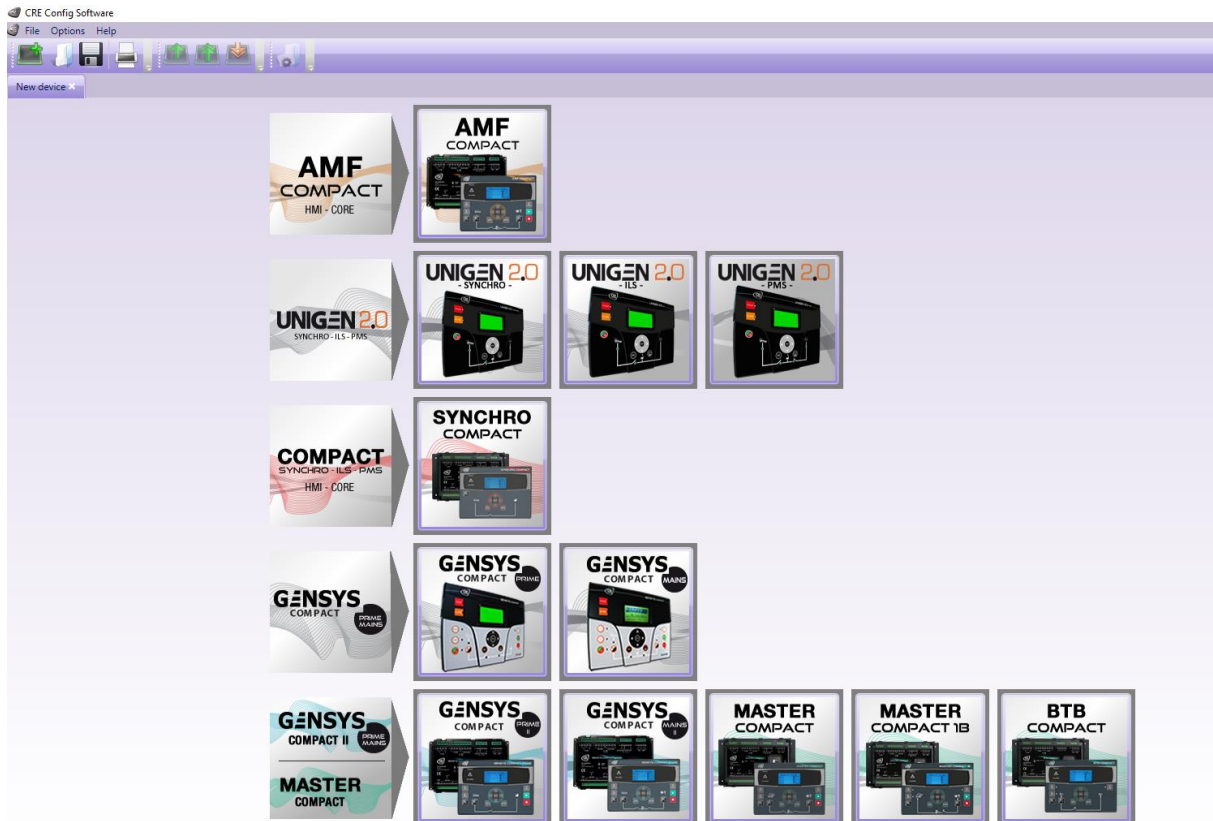 CRE Config Software
File Options Help
New device
AMF
COMPACT
HMI - CORE
AMF
COMPACT
UNIGEN 2.0
SYNCHRO - ILS - PMS
UNIGEN 2.0
- SYNCHRO -
UNIGEN 2.0
- ILS -
UNIGEN 2.0
- PMS -
COMPACT
SYNCHRO - ILS - PMS
HMI - CORE
SYNCHRO
COMPACT
GENSYS
COMPACT
PRIME
MAINS
GENSYS
COMPACT PRIME
GENSYS
COMPACT MAINS
GENSYS
COMPACT II PRIME
MAINS
MASTER
COMPACT
GENSYS
COMPACT PRIME
II
GENSYS
COMPACT MAINS
II
MASTER
COMPACT
MASTER
COMPACT 1B
BTB
COMPACT